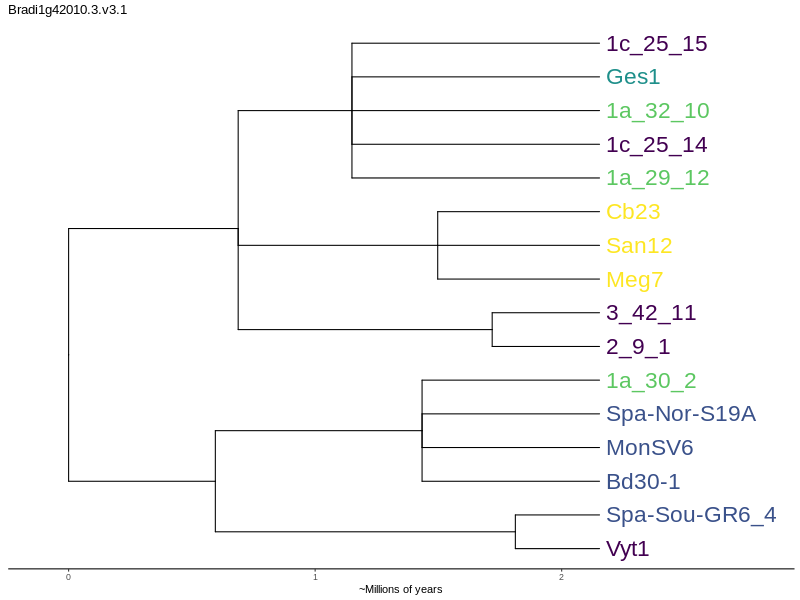 Bradi1g42010.3.v3.1
1c_25_15
Ges1
1a_32_10
1c_25_14
1a_29_12
Cb23
San12
Meg7
3_42_11
2_9_1
1a_30_2
Spa-Nor-S19A
MonSV6
Bd30-1
Spa-Sou-GR6_4
Vyt1
0 1 2
~Millions of years